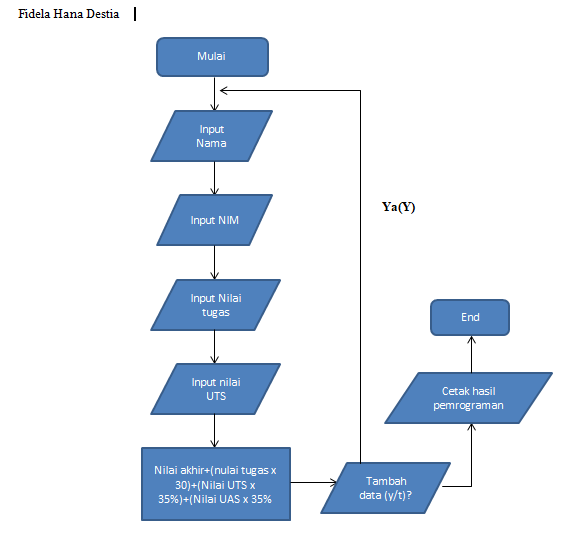 Fidela Hana Destia
Mulai
Input
Nama
Input NIM
Input Nilai
tugas
Input nilai
UTS
Nilai akhir+(nulai tugas x
30)+(Nilai UTS x
35%)+(Nilai UAS x 35%
Tambah
data (y/t)?
Ya(Y)
Cetak hasil
pemrograman
End